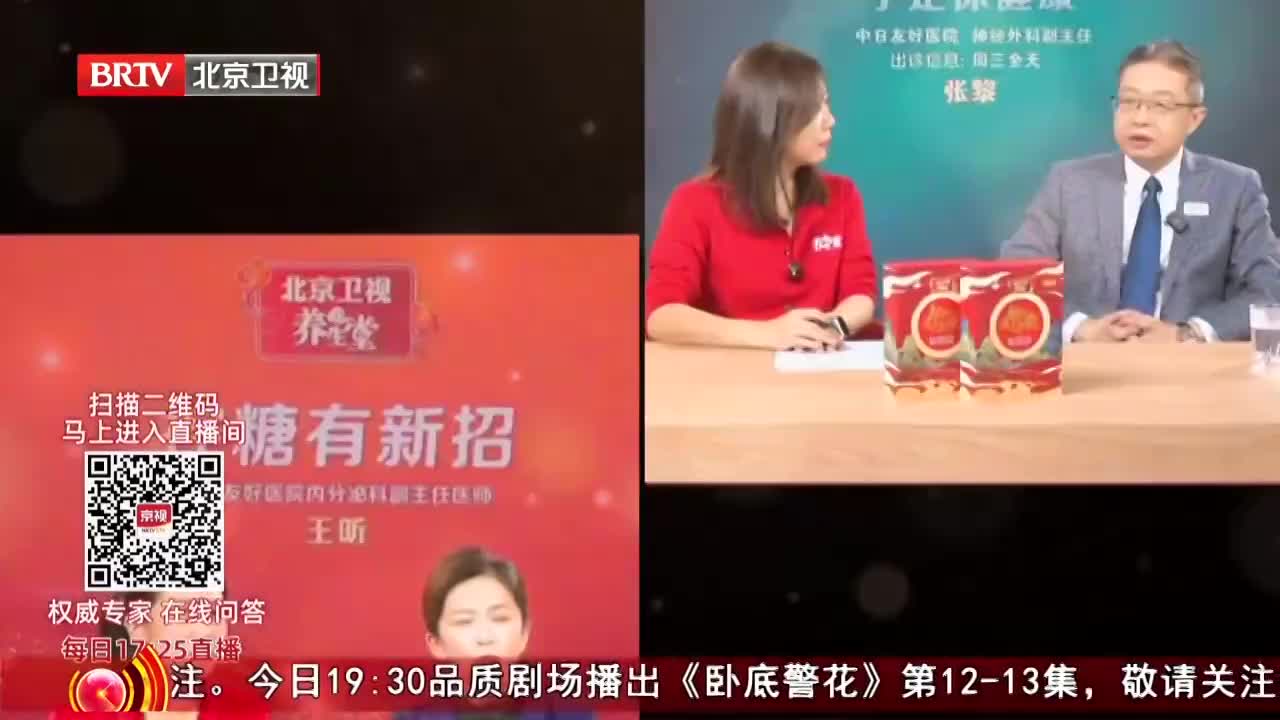 BRTV 北京卫视
中日友好医院 神经外科副主任
出诊信息: 周三全天
张黎
北京卫视
养生堂
糖有新招
友好医院内分泌科副主任医师
王昕
扫描二维码
马上进入直播间
京视
权威专家 在线问答
每日17:25直播
注。今日19:30品质剧场播出《卧底警花》第12-13集，敬请关注